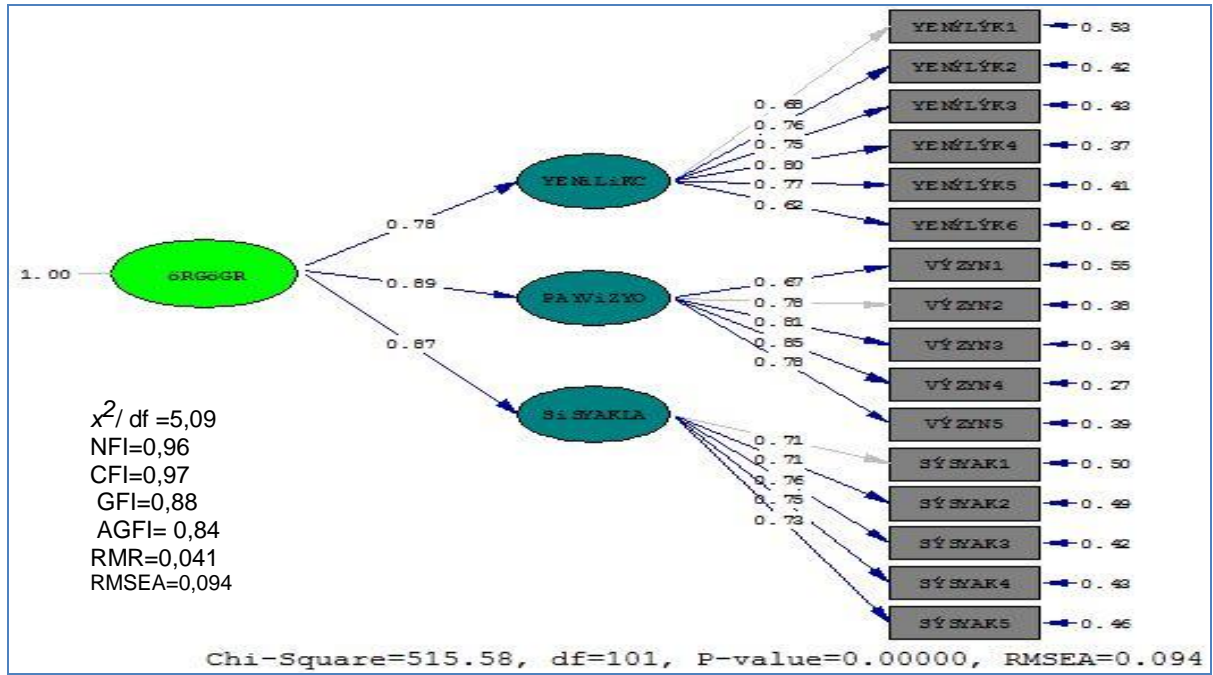 YENÝLÝK1 0.53
YENÝLÝK2 0.42
YENÝLÝK3 0.43
YENÝLÝK4 0.37
YENÝLÝK5 0.41
YENÝLÝK6 0.62
VÝZYN1 0.55
VÝZYN2 0.38
VÝZYN3 0.34
VÝZYN4 0.27
VÝZYN5 0.39
SÝSYAK1 0.50
SÝSYAK2 0.49
SÝSYAK3 0.42
SÝSYAK4 0.43
SÝSYAK5 0.46
0.68
0.76
0.75
0.80
0.77
0.62
0.67
0.78
0.81
0.85
0.78
0.71
0.71
0.76
0.75
0.73
PAYViZYO
SiSYAKLA
0.78
0.89
0.87
1.00
öRGöGR
x²/ df =5,09
NFI=0,96
CFI=0,97
GFI=0,88
AGFI= 0,84
RMR=0,041
RMSEA=0,094
Chi-Square=515.58, df=101, P-value=0.00000, RMSEA=0.094